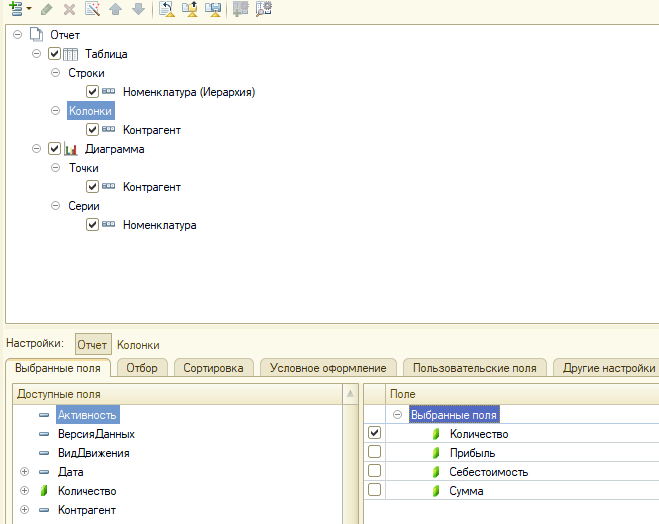 Отчет
Таблица
Строки
Номенклатура (Иерархия)
Колонки
Контрагент
Диаграмма
Точки
Контрагент
Серии
Номенклатура
Настройки: Отчет Колонки
Выбранные поля Отбор Сортировка Условное оформление Пользовательские поля Другие настройки
Доступные поля Поле
Активность Выбранные поля
ВерсияДанных Количество
ВидДвижения Прибыль
Дата Себестоимость
Количество Сумма
Контрагент